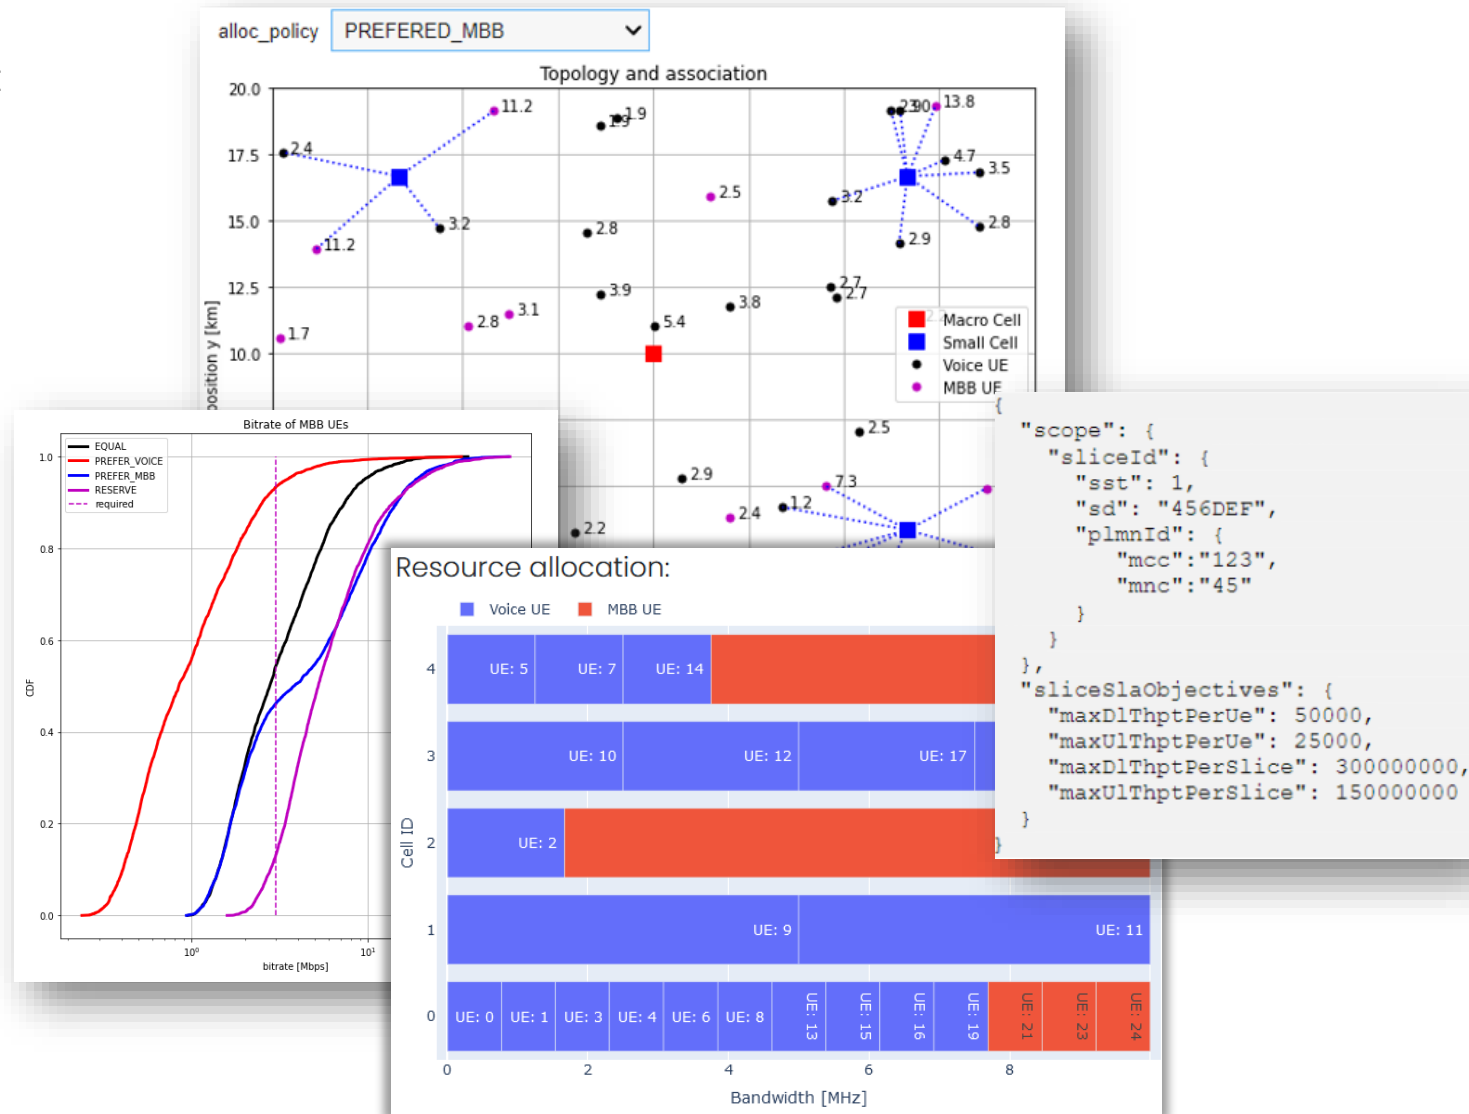 alloc_policy PREFERED_MBB
Topology and association
20.0
17.5
15.0
12.5
10.0
position y [km]
11.2
2.4
3.2
11.2
1.9
13.8
4.7
3.5
3.2
2.8
2.9
2.5
2.8
3.9
3.8
2.7
2.7
3.1
2.8
1.7
5.4
Macro Cell
Small Cell
Voice UE
MBB UE
2.5
2.9
7.3
2.4
1.2
2.2
Bitrate of MBB UEs
EQUAL
PREFER_VOICE
PREFER_MBB
RESERVE
required
1.0
0.8
0.6
0.4
0.2
0.0
CDF
10⁰
10¹
bitrate [Mbps]
Resource allocation:
Voice UE MBB UE
4
UE: 5 UE: 7 UE: 14
3
UE: 10 UE: 12 UE: 17
2
UE: 2
1
UE: 9 UE: 11
0
UE: 0 UE: 1 UE: 3 UE: 4 UE: 6 UE: 8 UE: 13 UE: 15 UE: 16 UE: 19 UE: 21 UE: 23 UE: 24
Cell ID
0 2 4 6 8
Bandwidth [MHz]
{
"scope": {
"sliceId": {
"sst": 1,
"sd": "456DEF",
"plmnId": {
"mcc":"123",
"mnc":"45"
}
}
},
"sliceSlaObjectives": {
"maxDlThptPerUe": 50000,
"maxUlThptPerUe": 25000,
"maxDlThptPerSlice": 300000000,
"maxUlThptPerSlice": 150000000
}
}